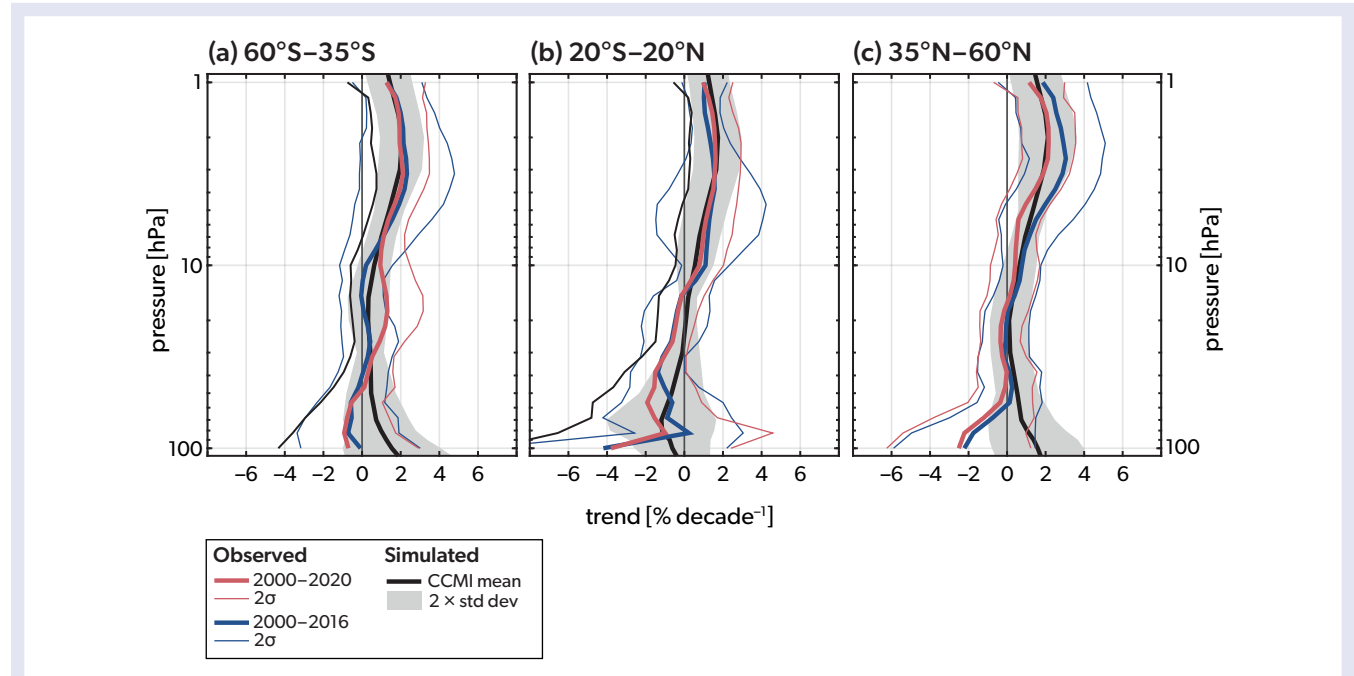 (a) 60°S–35°S
(b) 20°S–20°N
(c) 35°N–60°N
1
1
10
10
100
100
pressure [hPa]
pressure [hPa]
−6 −4 −2 0 2 4 6
−6 −4 −2 0 2 4 6
−6 −4 −2 0 2 4 6
trend [% decade⁻¹]
Observed
2000–2020
2σ
2000–2016
2σ
Simulated
CCMI mean
2 × std dev